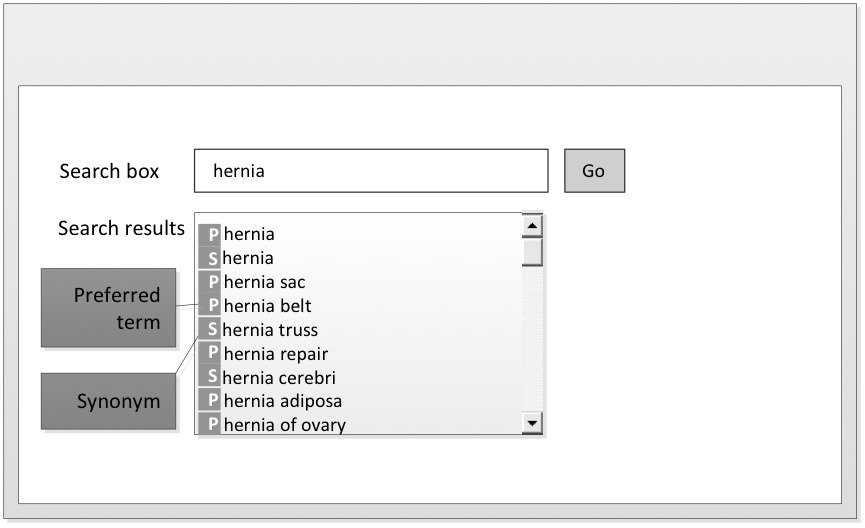 Search box
hernia
Go
Search results
P hernia
S hernia
P hernia sac
P hernia belt
S hernia truss
P hernia repair
S hernia cerebri
P hernia adiposa
P hernia of ovary
Preferred
term
Synonym